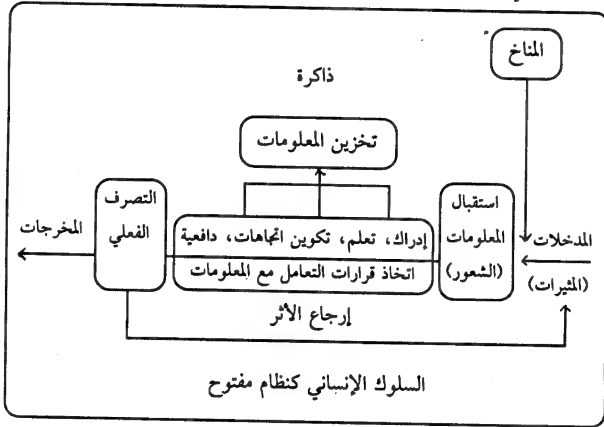 المناخ
ذاكرة
تخزين المعلومات
استقبال
المعلومات
(الشعور)
المدخلات
(المثيرات)
إدراك، تعلم، تكوين اتجاهات، دافعية
اتخاذ قرارات التعامل مع المعلومات
التصرف
الفعلي
المخرجات
إرجاع الأثر
السلوك الإنساني كنظام مفتوح